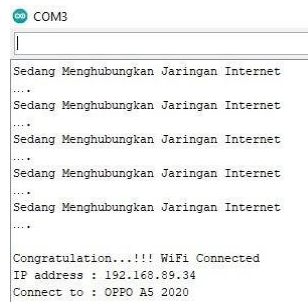 COM3
Sedang Menghubungkan Jaringan Internet
....
Sedang Menghubungkan Jaringan Internet
....
Sedang Menghubungkan Jaringan Internet
....
Sedang Menghubungkan Jaringan Internet
....
Sedang Menghubungkan Jaringan Internet
....
Congratulation...!!! WiFi Connected
IP address : 192.168.89.34
Connect to : OPPO A5 2020